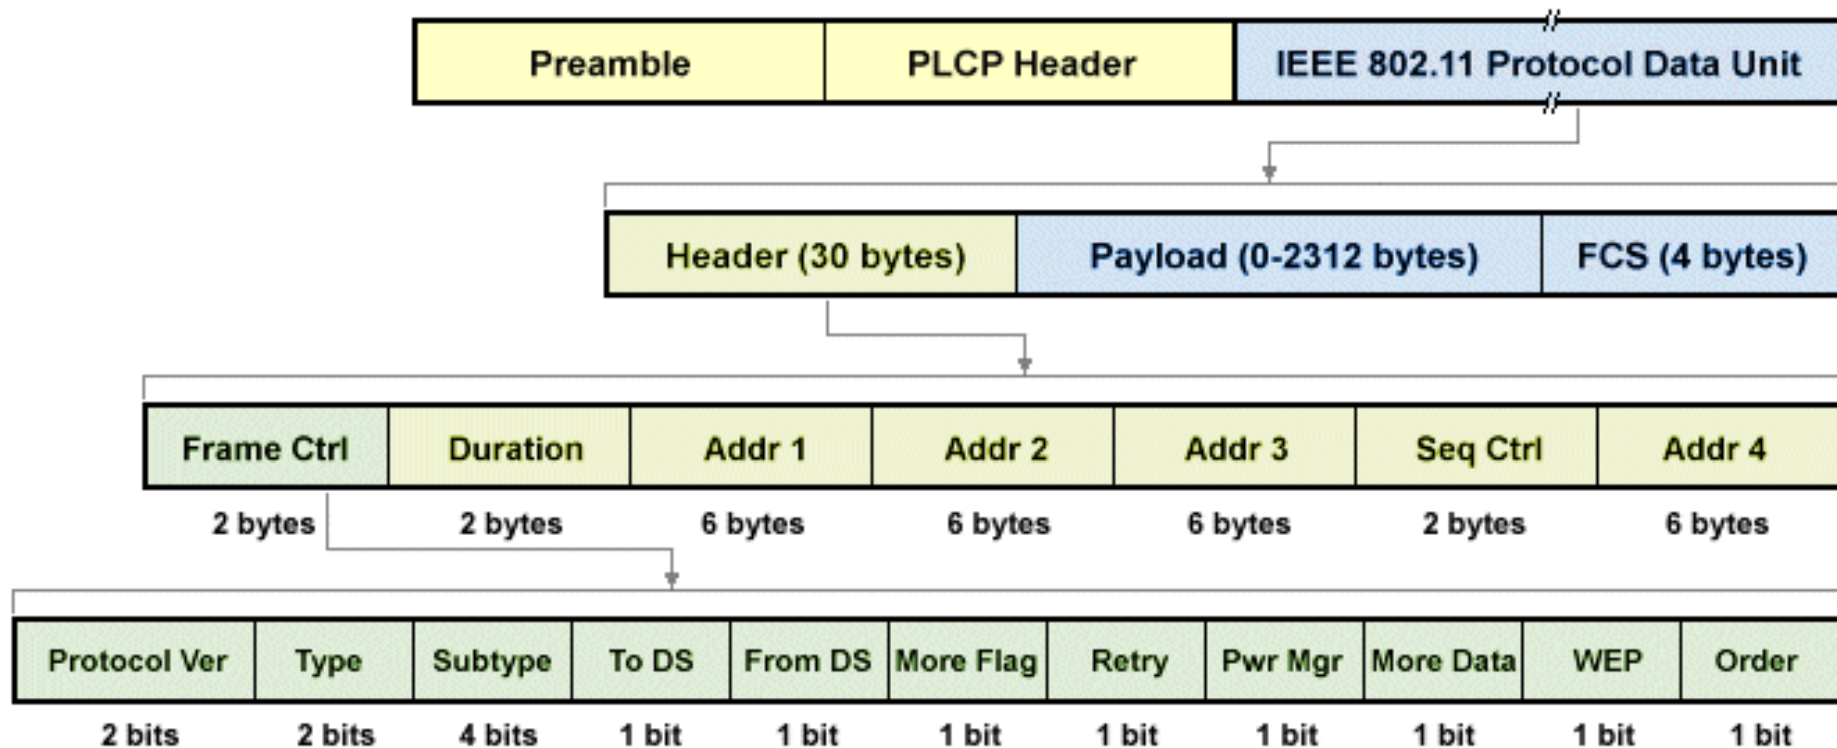 Preamble PLCP Header IEEE 802.11 Protocol Data Unit
Header (30 bytes) Payload (0-2312 bytes) FCS (4 bytes)
Frame Ctrl Duration Addr 1 Addr 2 Addr 3 Seq Ctrl Addr 4
2 bytes 2 bytes 6 bytes 6 bytes 6 bytes 2 bytes 6 bytes
Protocol Ver Type Subtype To DS From DS More Flag Retry Pwr Mgr More Data WEP Order
2 bits 2 bits 4 bits 1 bit 1 bit 1 bit 1 bit 1 bit 1 bit 1 bit 1 bit